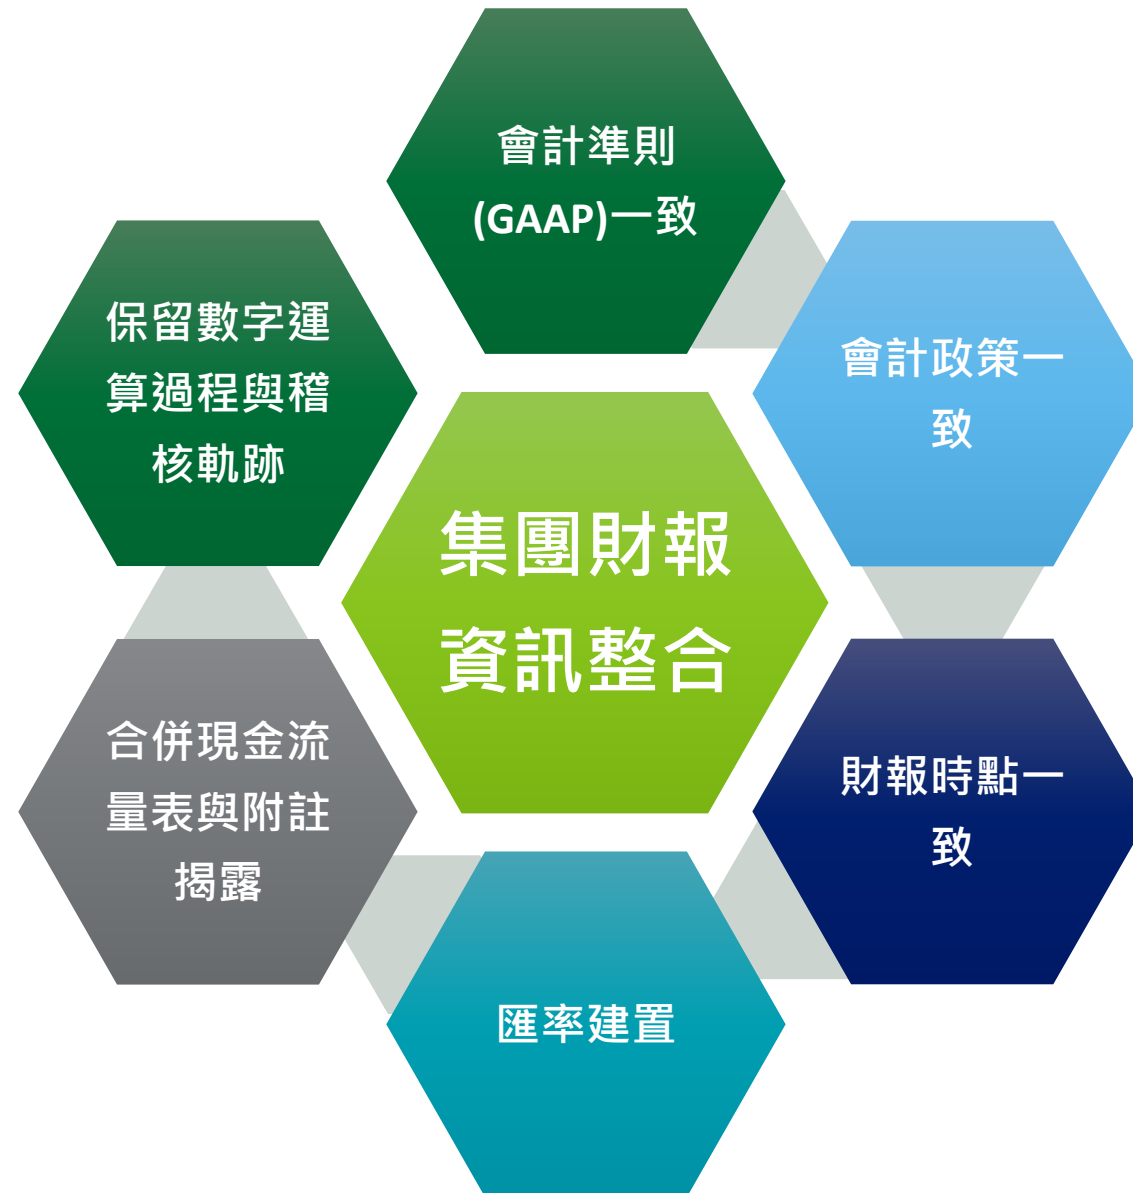 會計準則
(GAAP)一致
會計政策一
致
財報時點一
致
匯率建置
合併現金流
量表與附註
揭露
保留數字運
算過程與稽
核軌跡
集團財報
資訊整合